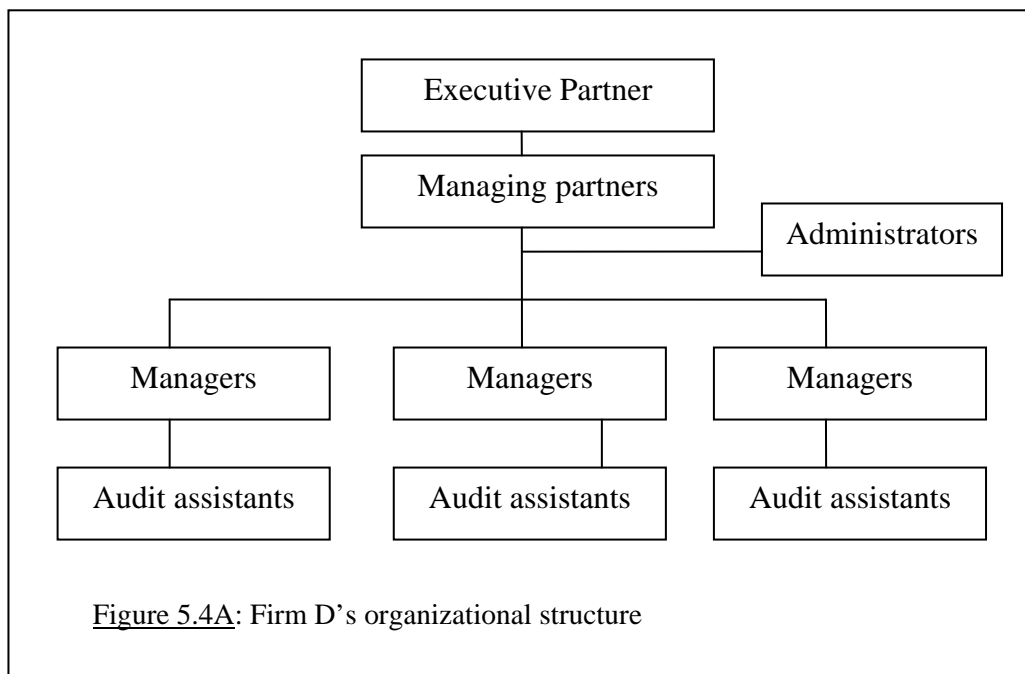 Executive Partner
Managing partners
Administrators
Managers
Managers
Managers
Audit assistants
Audit assistants
Audit assistants
Figure 5.4A: Firm D's organizational structure